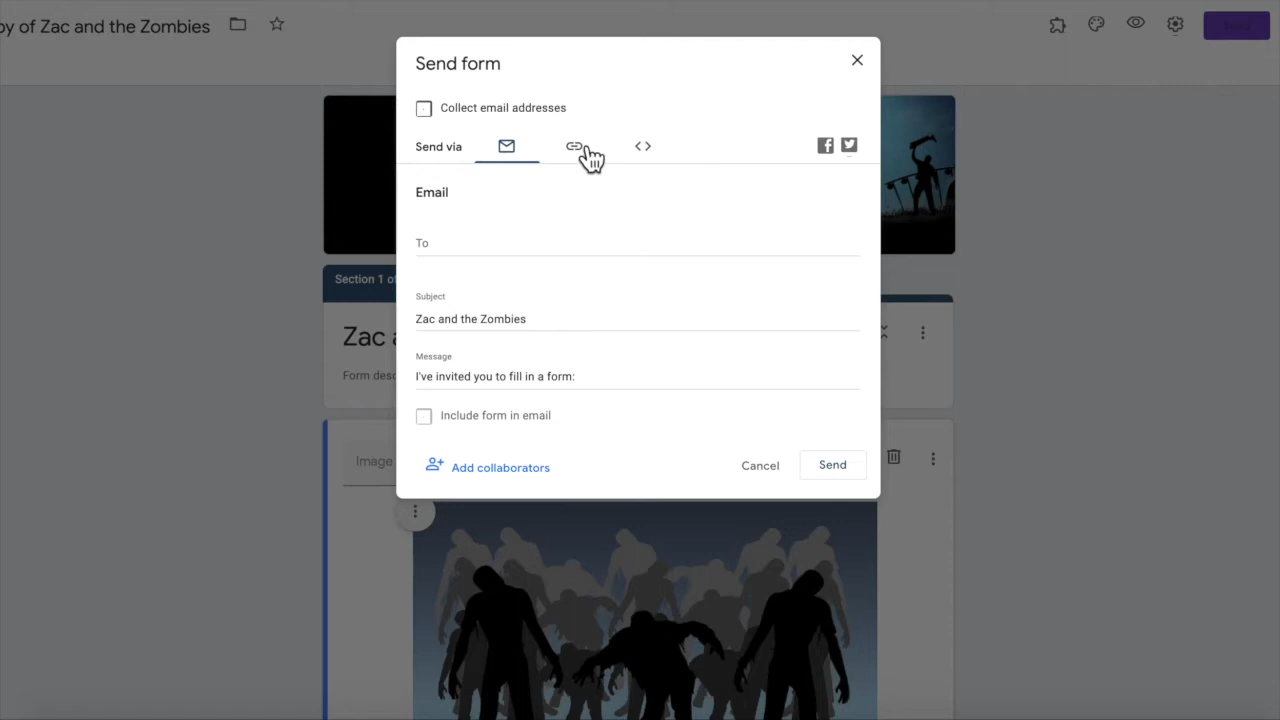 py of Zac and the Zombies
Send form
Collect email addresses
Send via
Email
To
Subject
Zac and the Zombies
Message
I've invited you to fill in a form:
Include form in email
Add collaborators
Cancel
Send
Section 1 of
Zac
Form desc
Image